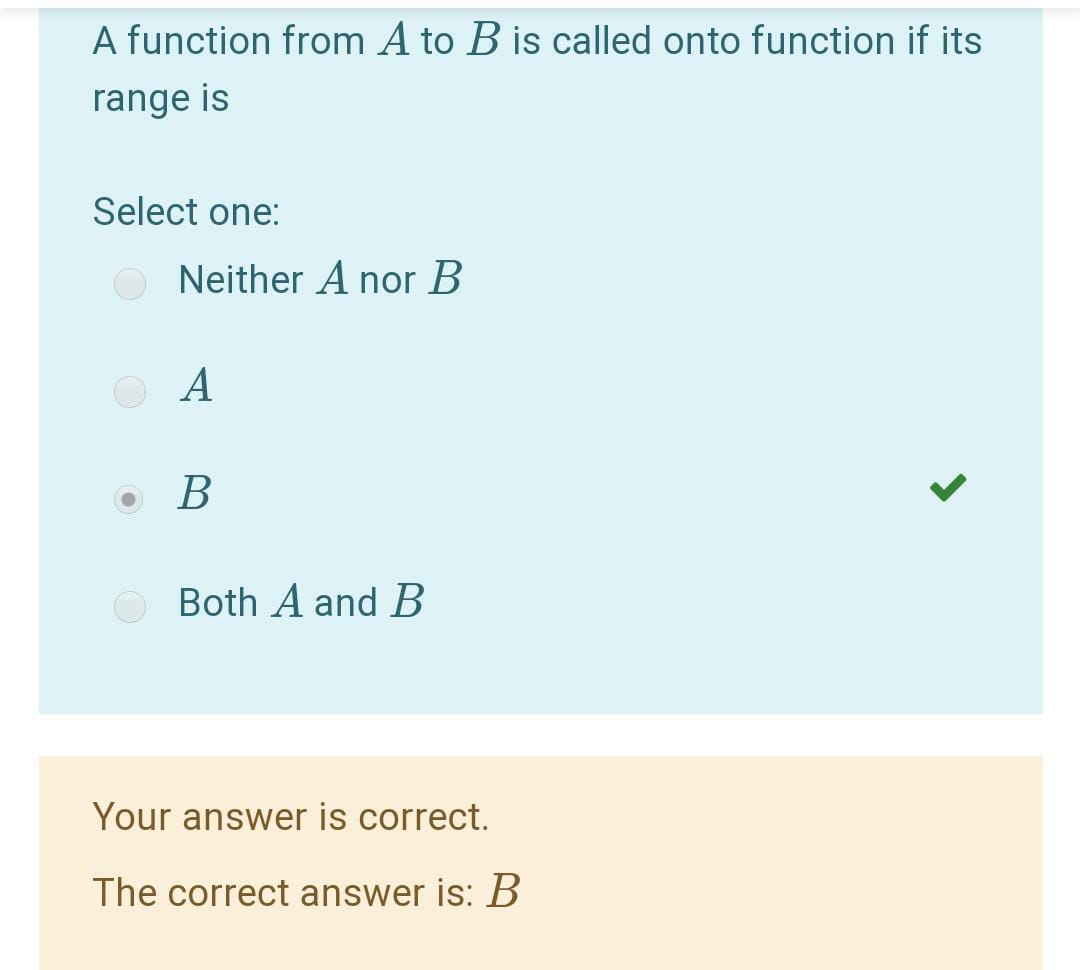 A function from A to B is called onto function if its
range is
Select one:
Neither A nor B
A
B
Both A and B
Your answer is correct.
The correct answer is: B